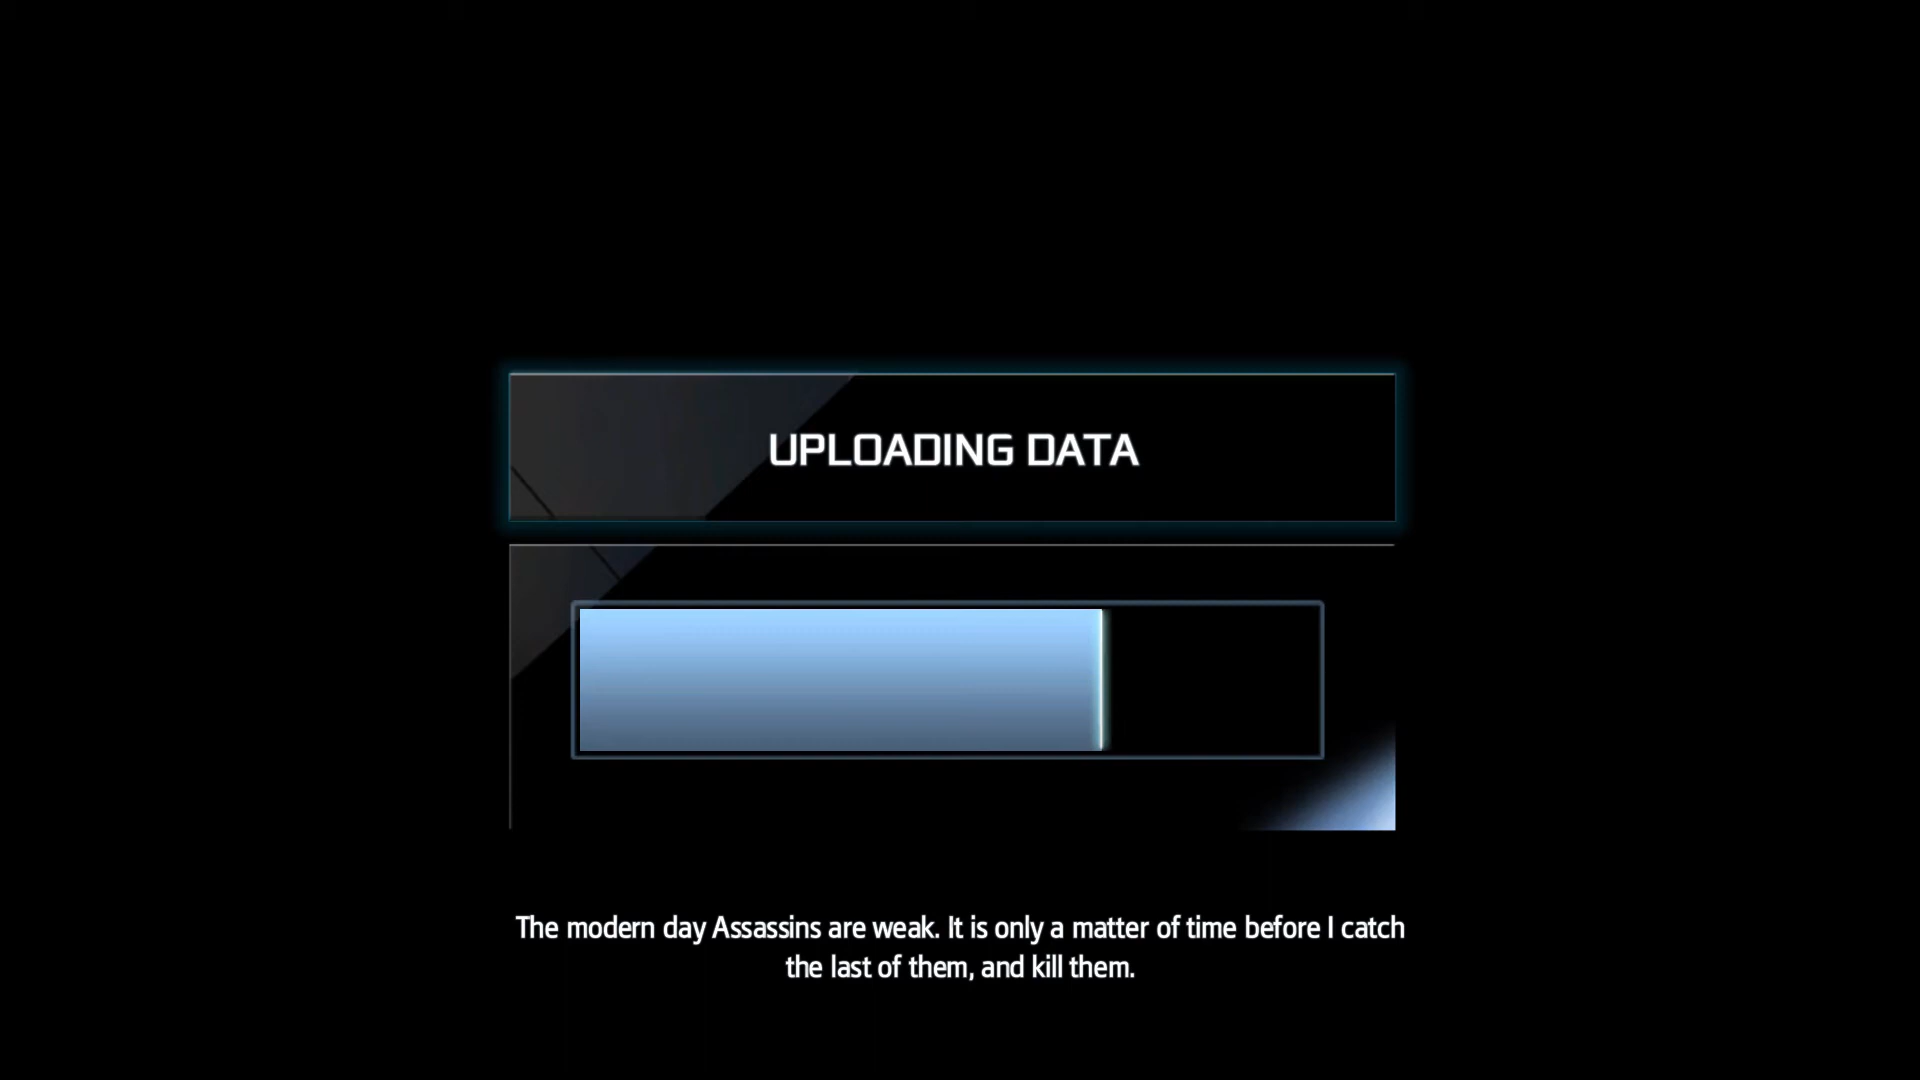 UPLOADING DATA
The modern day Assassins are weak. It is only a matter of time before I catch
the last of them, and kill them.